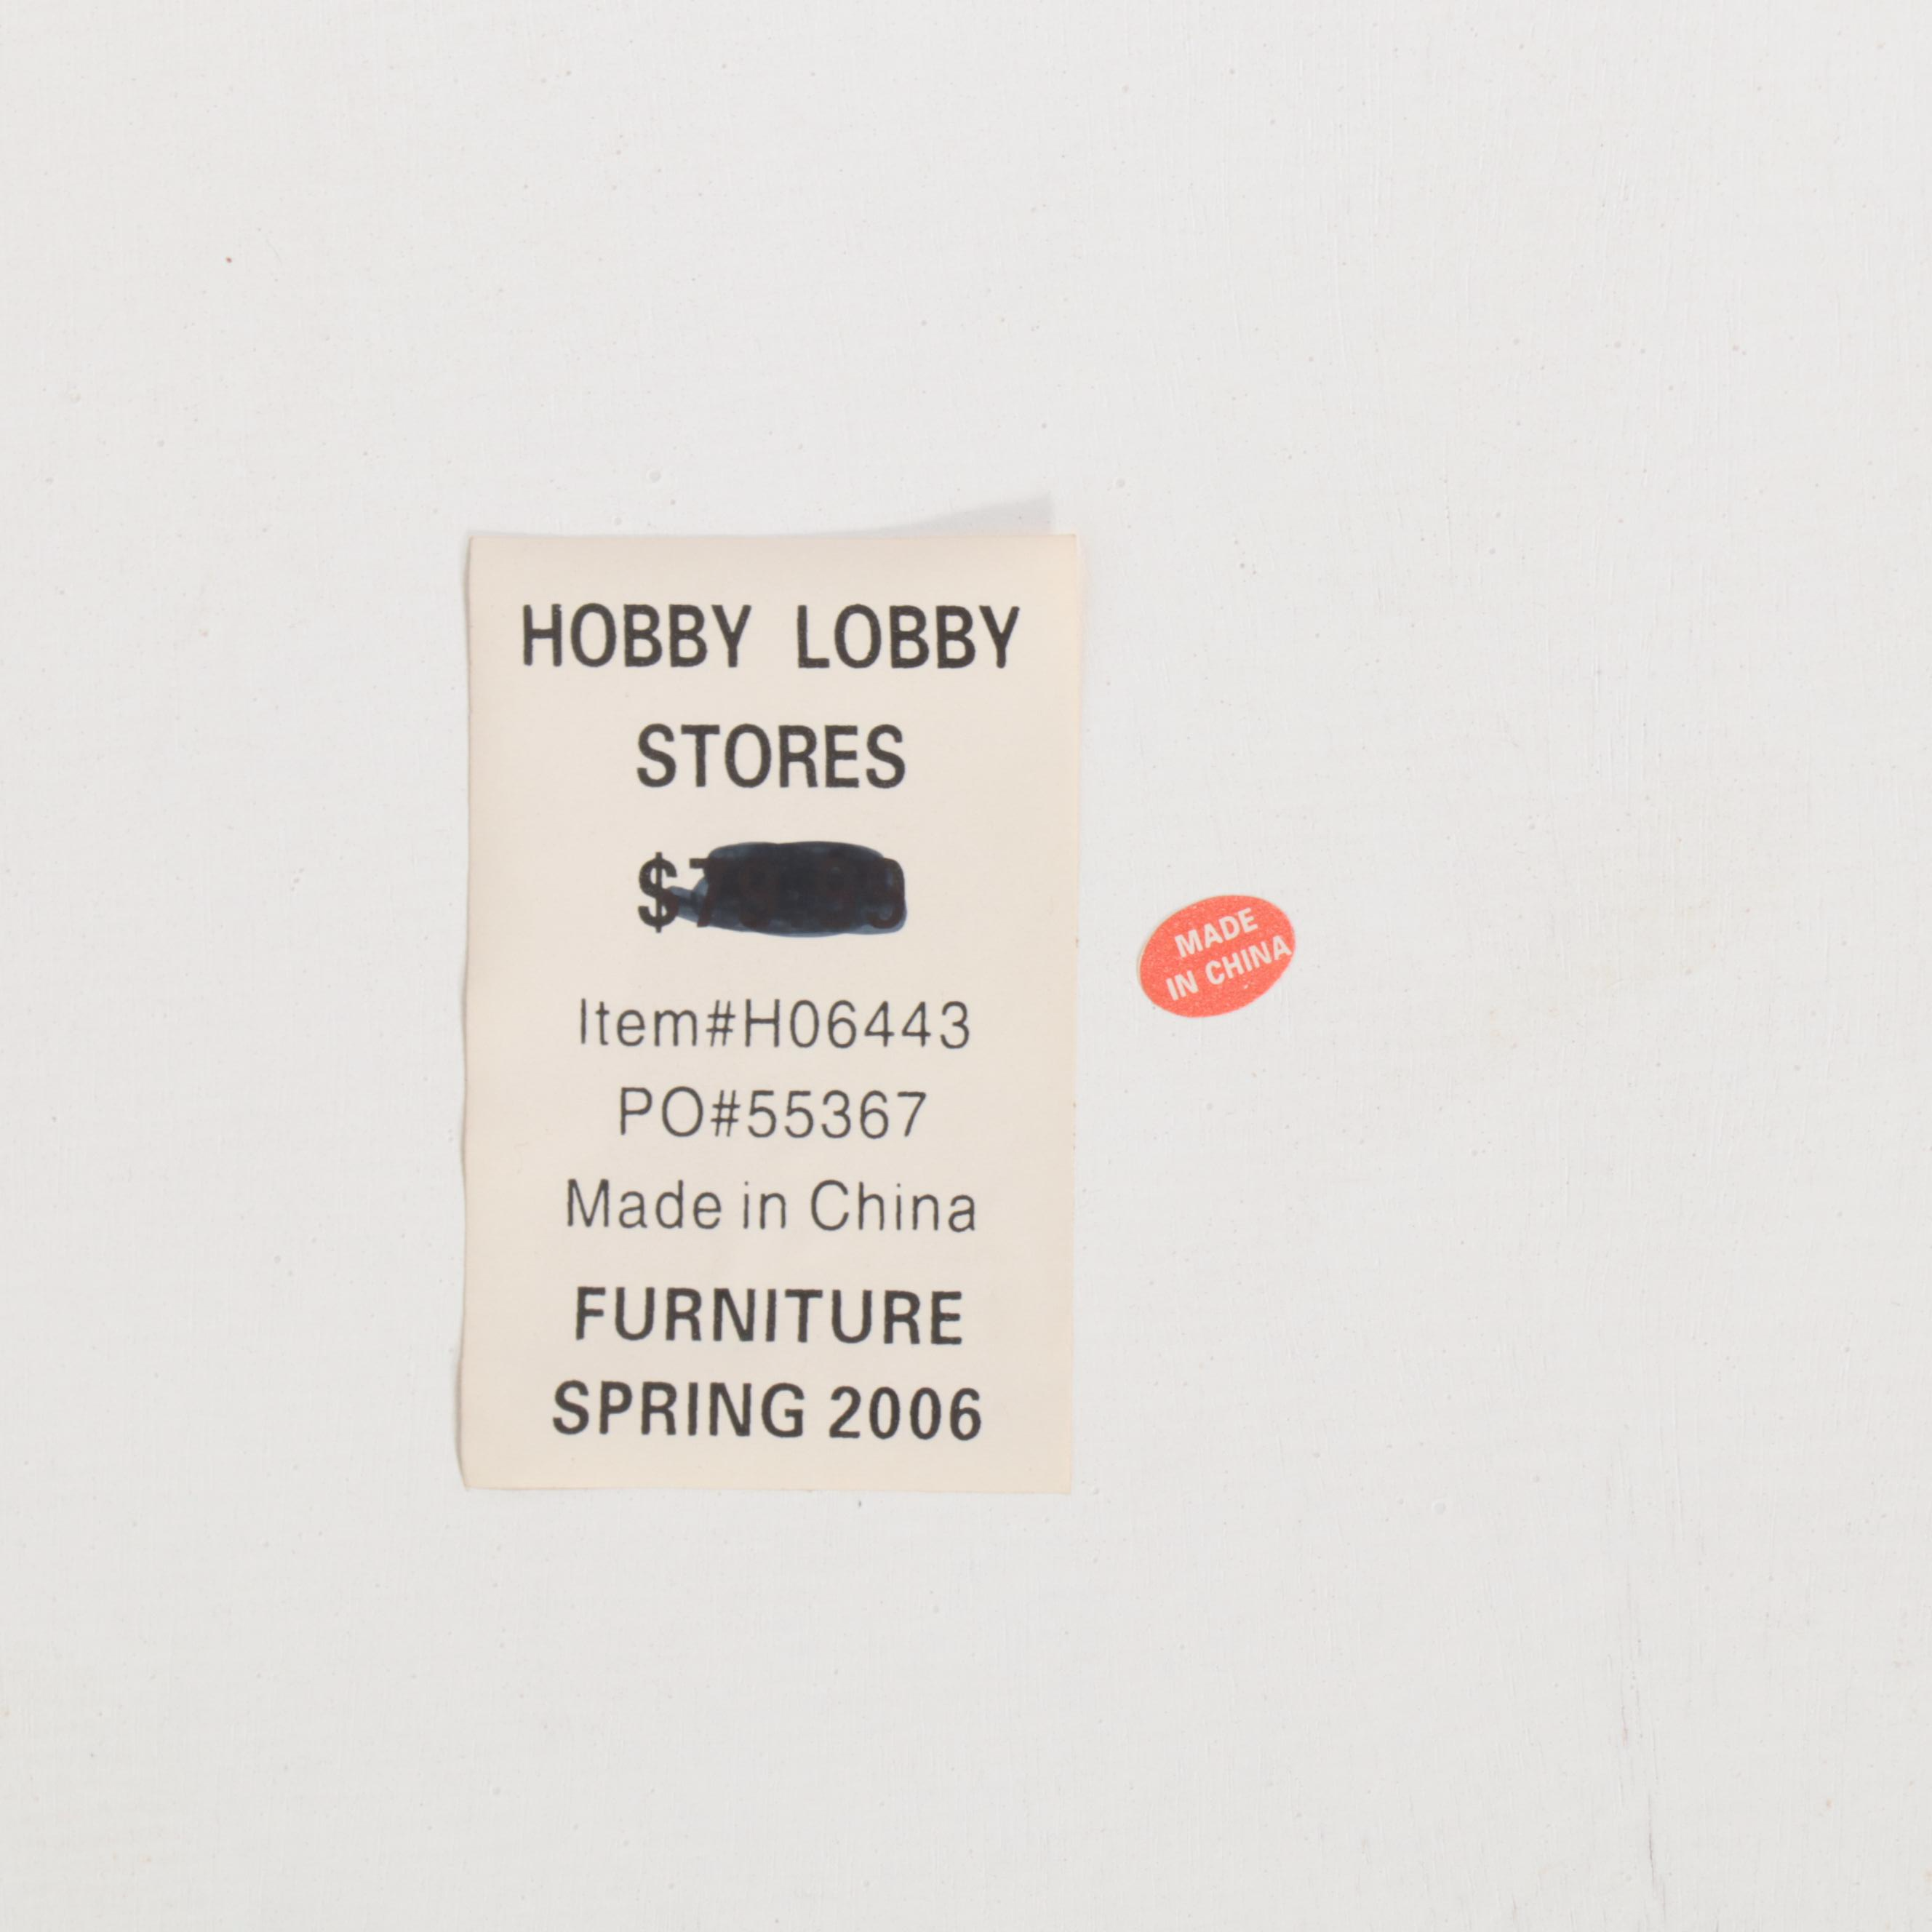 HOBBY LOBBY
STORES
Item#H06443
PO#55367
Made in China
FURNITURE
SPRING 2006
MADE
IN CHINA